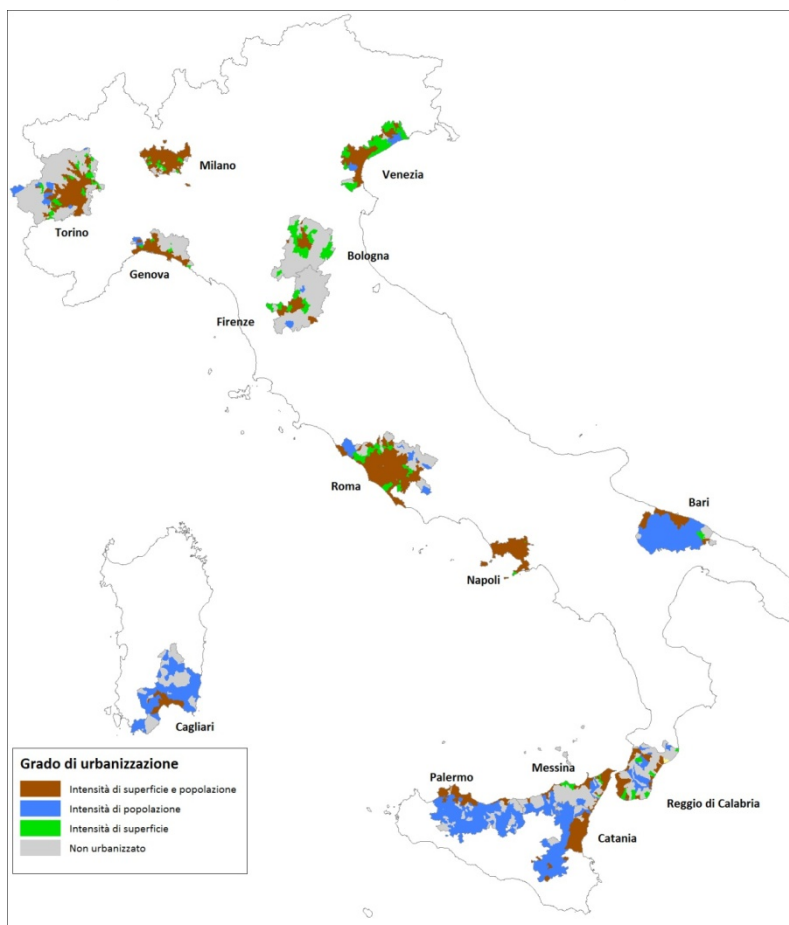 Milano
Venezia
Torino
Bologna
Genova
Firenze
Roma
Bari
Napoli
Cagliari
Grado di urbanizzazione
Intensità di superficie e popolazione
Intensità di popolazione
Intensità di superficie
Non urbanizzato
Messina
Palermo
Reggio di Calabria
Catania